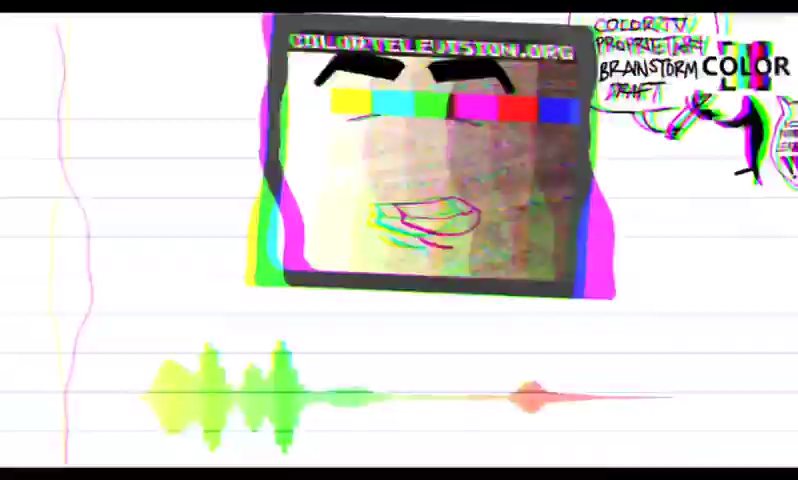 COLORTELEVISION.ORG
COLOR TV
PROPRIETARY
BRAINSTORM
DRAFT
COLOR